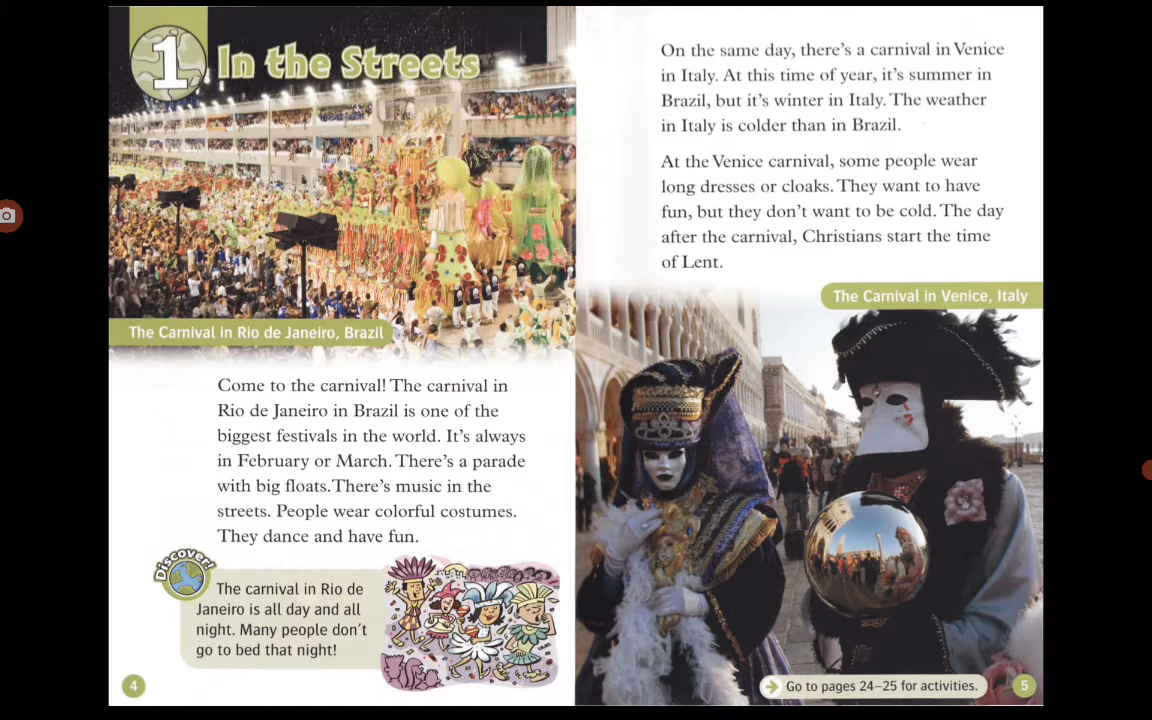 1
In the Streets
The Carnival in Rio de Janeiro, Brazil
Come to the carnival! The carnival in
Rio de Janeiro in Brazil is one of the
biggest festivals in the world. It's always
in February or March. There's a parade
with big floats.There's music in the
streets. People wear colorful costumes.
They dance and have fun.
Discover!
The carnival in Rio de
Janeiro is all day and all
night. Many people don't
go to bed that night!
4
On the same day, there's a carnival in Venice
in Italy. At this time of year, it's summer in
Brazil, but it's winter in Italy. The weather
in Italy is colder than in Brazil.
At the Venice carnival, some people wear
long dresses or cloaks. They want to have
fun, but they don't want to be cold. The day
after the carnival, Christians start the time
of Lent.
The Carnival in Venice, Italy
Go to pages 24–25 for activities.
5